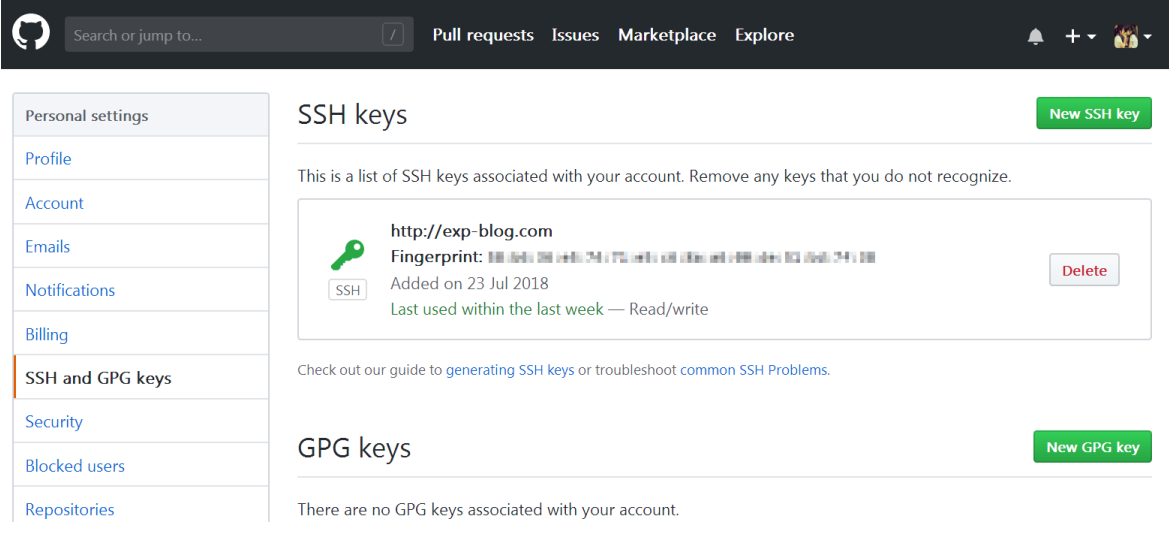 Search or jump to... /
Pull requests Issues Marketplace Explore
Personal settings
Profile
Account
Emails
Notifications
Billing
SSH and GPG keys
Security
Blocked users
Repositories
SSH keys
New SSH key
This is a list of SSH keys associated with your account. Remove any keys that you do not recognize.
SSH
http://exp-blog.com
Fingerprint:
Added on 23 Jul 2018
Last used within the last week — Read/write
Delete
Check out our guide to generating SSH keys or troubleshoot common SSH Problems.
GPG keys
New GPG key
There are no GPG keys associated with your account.